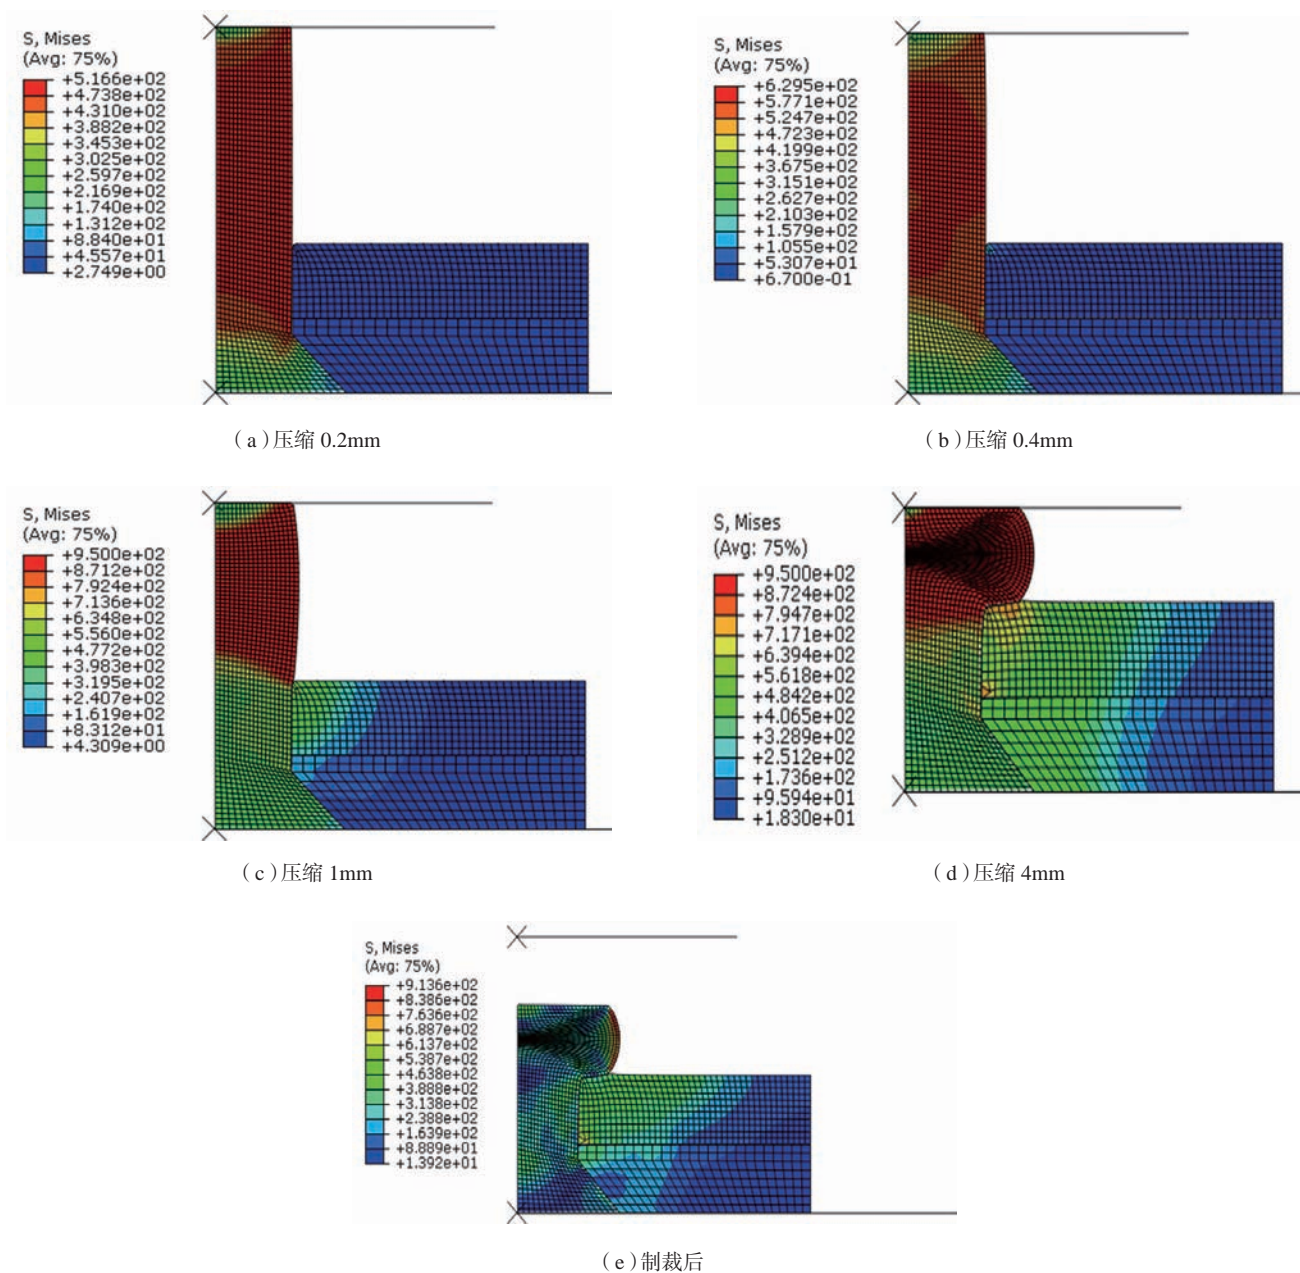 S, Mises
(Avg: 75%)
+5.166e+02
+4.738e+02
+4.310e+02
+3.882e+02
+3.453e+02
+3.025e+02
+2.597e+02
+2.169e+02
+1.740e+02
+1.312e+02
+8.840e+01
+4.557e+01
+2.749e+00
(a)压缩 0.2mm
S, Mises
(Avg: 75%)
+6.295e+02
+5.771e+02
+5.247e+02
+4.723e+02
+4.199e+02
+3.675e+02
+3.151e+02
+2.627e+02
+2.103e+02
+1.579e+02
+1.055e+02
+5.307e+01
+6.700e-01
(b)压缩 0.4mm
S, Mises
(Avg: 75%)
+9.500e+02
+8.712e+02
+7.924e+02
+7.136e+02
+6.348e+02
+5.560e+02
+4.772e+02
+3.983e+02
+3.195e+02
+2.407e+02
+1.619e+02
+8.312e+01
+4.309e+00
(c)压缩 1mm
S, Mises
(Avg: 75%)
+9.500e+02
+8.724e+02
+7.947e+02
+7.171e+02
+6.394e+02
+5.618e+02
+4.842e+02
+4.065e+02
+3.289e+02
+2.512e+02
+1.736e+02
+9.594e+01
+1.830e+01
(d)压缩 4mm
S, Mises
(Avg: 75%)
+9.136e+02
+8.386e+02
+7.636e+02
+6.887e+02
+6.137e+02
+5.387e+02
+4.638e+02
+3.888e+02
+3.138e+02
+2.388e+02
+1.639e+02
+8.889e+01
+1.392e+01
(e)制裁后